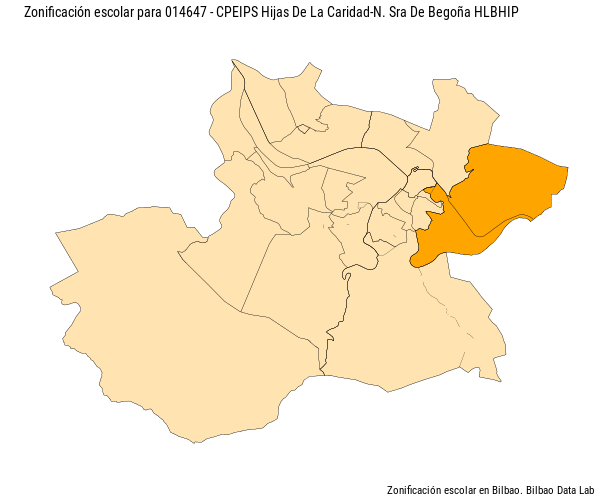 Zonificación escolar para 014647 - CPEIPS Hijas De La Caridad-N. Sra De Begoña HLBHIP
Zonificación escolar en Bilbao. Bilbao Data Lab